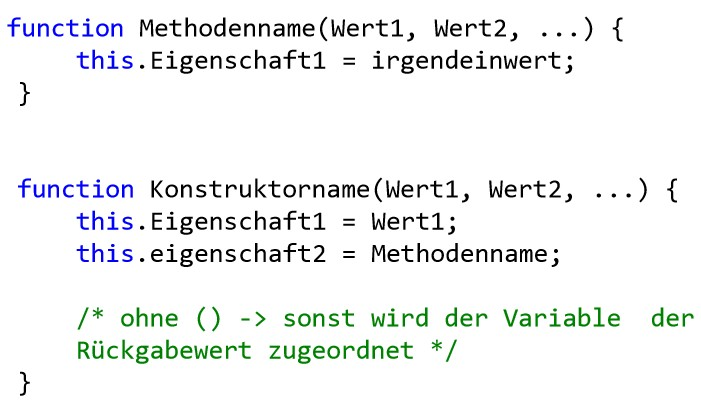 function Methodenname(Wert1, Wert2, ...) {
this.Eigenschaft1 = irgendeinwert;
}
function Konstruktorname(Wert1, Wert2, ...) {
this.Eigenschaft1 = Wert1;
this.eigenschaft2 = Methodenname;
/* ohne () -> sonst wird der Variable  der
Rückgabewert zugeordnet */
}